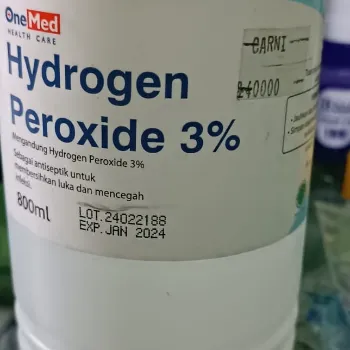 OneMed
HEALTH CARE
Hydrogen
Peroxide 3%
Mengandung Hydrogen Peroxide 3%
Sebagai antiseptik untuk
membersihkan luka dan mencegah
infeksi.
800ml
LOT.24022188
EXP.JAN 2024
CARNI
240000